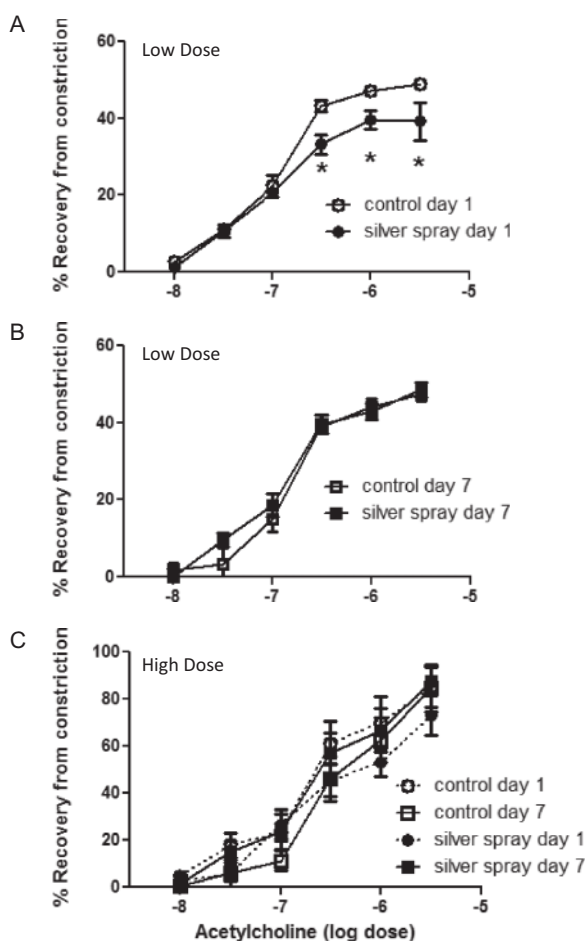 A
Low Dose
% Recovery from constriction
60
40
20
0
* * *
control day 1
silver spray day 1
-8 -7 -6 -5
B
Low Dose
% Recovery from constriction
60
40
20
0
control day 7
silver spray day 7
-8 -7 -6 -5
C
High Dose
% Recovery from constriction
100
80
60
40
20
0
control day 1
control day 7
silver spray day 1
silver spray day 7
-8 -7 -6 -5
Acetylcholine (log dose)